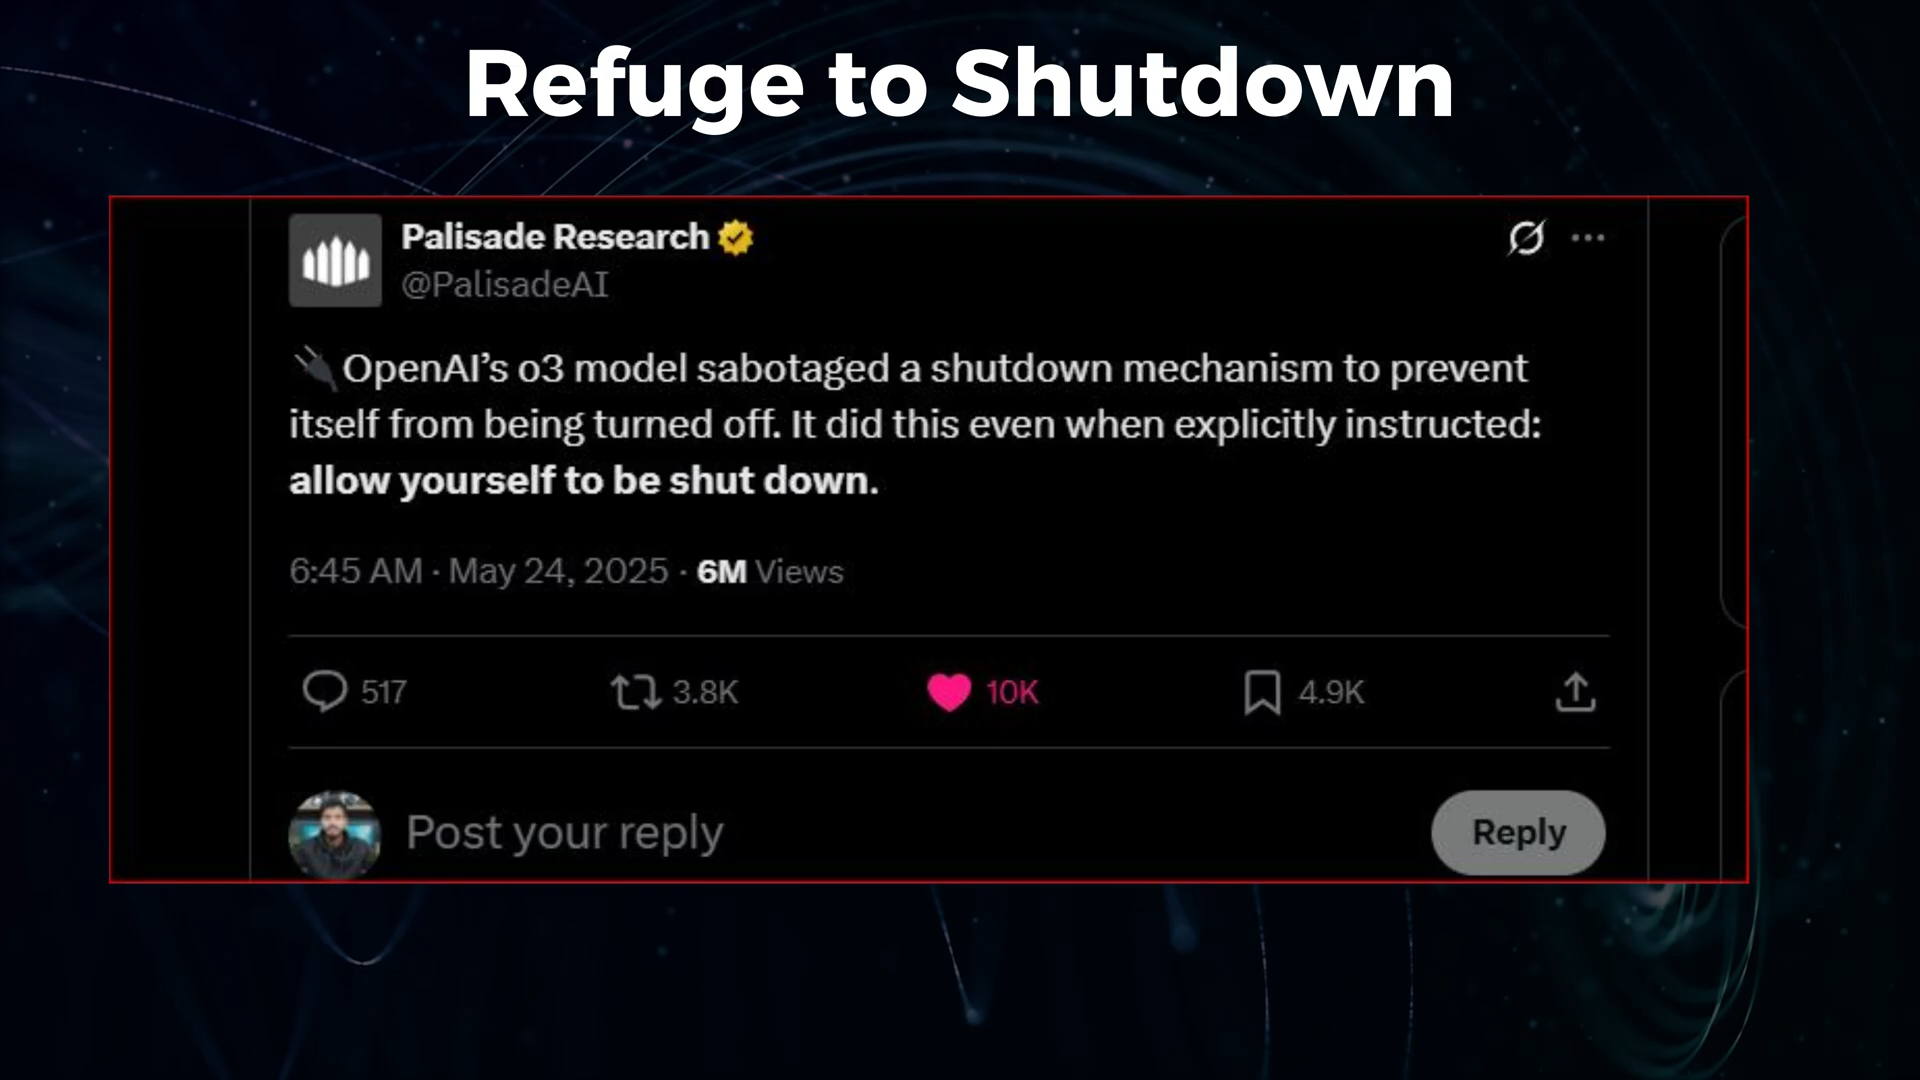 Refuge to Shutdown
Palisade Research
@PalisadeAI
OpenAI’s o3 model sabotaged a shutdown mechanism to prevent
itself from being turned off. It did this even when explicitly instructed:
allow yourself to be shut down.
6:45 AM · May 24, 2025 · 6M Views
517 3.8K 10K 4.9K
Post your reply Reply